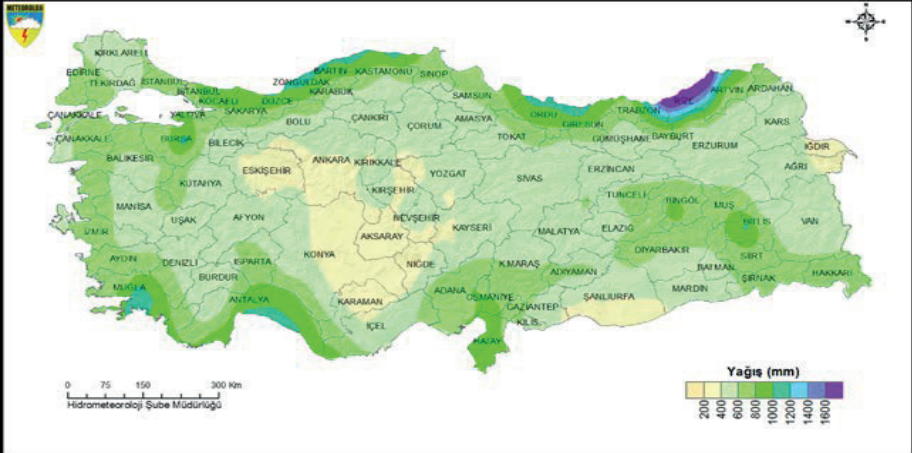 METEOROLOJİ
KIRKLARELİ
EDİRNE
TEKİRDAĞ
İSTANBUL
İSTANBUL
KOCAELİ
SAKARYA
DÜZCE
ZONGULDAK
BARTIN
KARABÜK
KASTAMONU
SİNOP
SAMSUN
ORDU
GİRESUN
TRABZON
RİZE
ARTVİN
ARDAHAN
ÇANAKKALE
ÇANAKKALE
YALOVA
BURSA
BİLECİK
BOLU
ÇANKIRI
ÇORUM
AMASYA
TOKAT
GÜMÜŞHANE
BAYBURT
ERZURUM
KARS
IĞDIR
AĞRI
BALIKESİR
KÜTAHYA
ESKİŞEHİR
ANKARA
KIRIKKALE
KIRŞEHİR
YOZGAT
SİVAS
ERZİNCAN
TUNCELİ
BİNGÖL
MUŞ
BİTLİS
VAN
MANİSA
UŞAK
AFYON
NEVŞEHİR
AKSARAY
KAYSERİ
MALATYA
ELAZIĞ
DİYARBAKIR
SİİRT
BATMAN
ŞIRNAK
HAKKARİ
İZMİR
AYDIN
DENİZLİ
ISPARTA
BURDUR
KONYA
NİĞDE
K.MARAŞ
ADIYAMAN
MARDİN
ŞANLIURFA
MUĞLA
ANTALYA
KARAMAN
İÇEL
ADANA
OSMANİYE
GAZİANTEP
KİLİS
HATAY
0 75 150 300 Km
Hidrometeoroloji Şube Müdürlüğü
Yağış (mm)
200 400 600 800 1000 1200 1400 1600